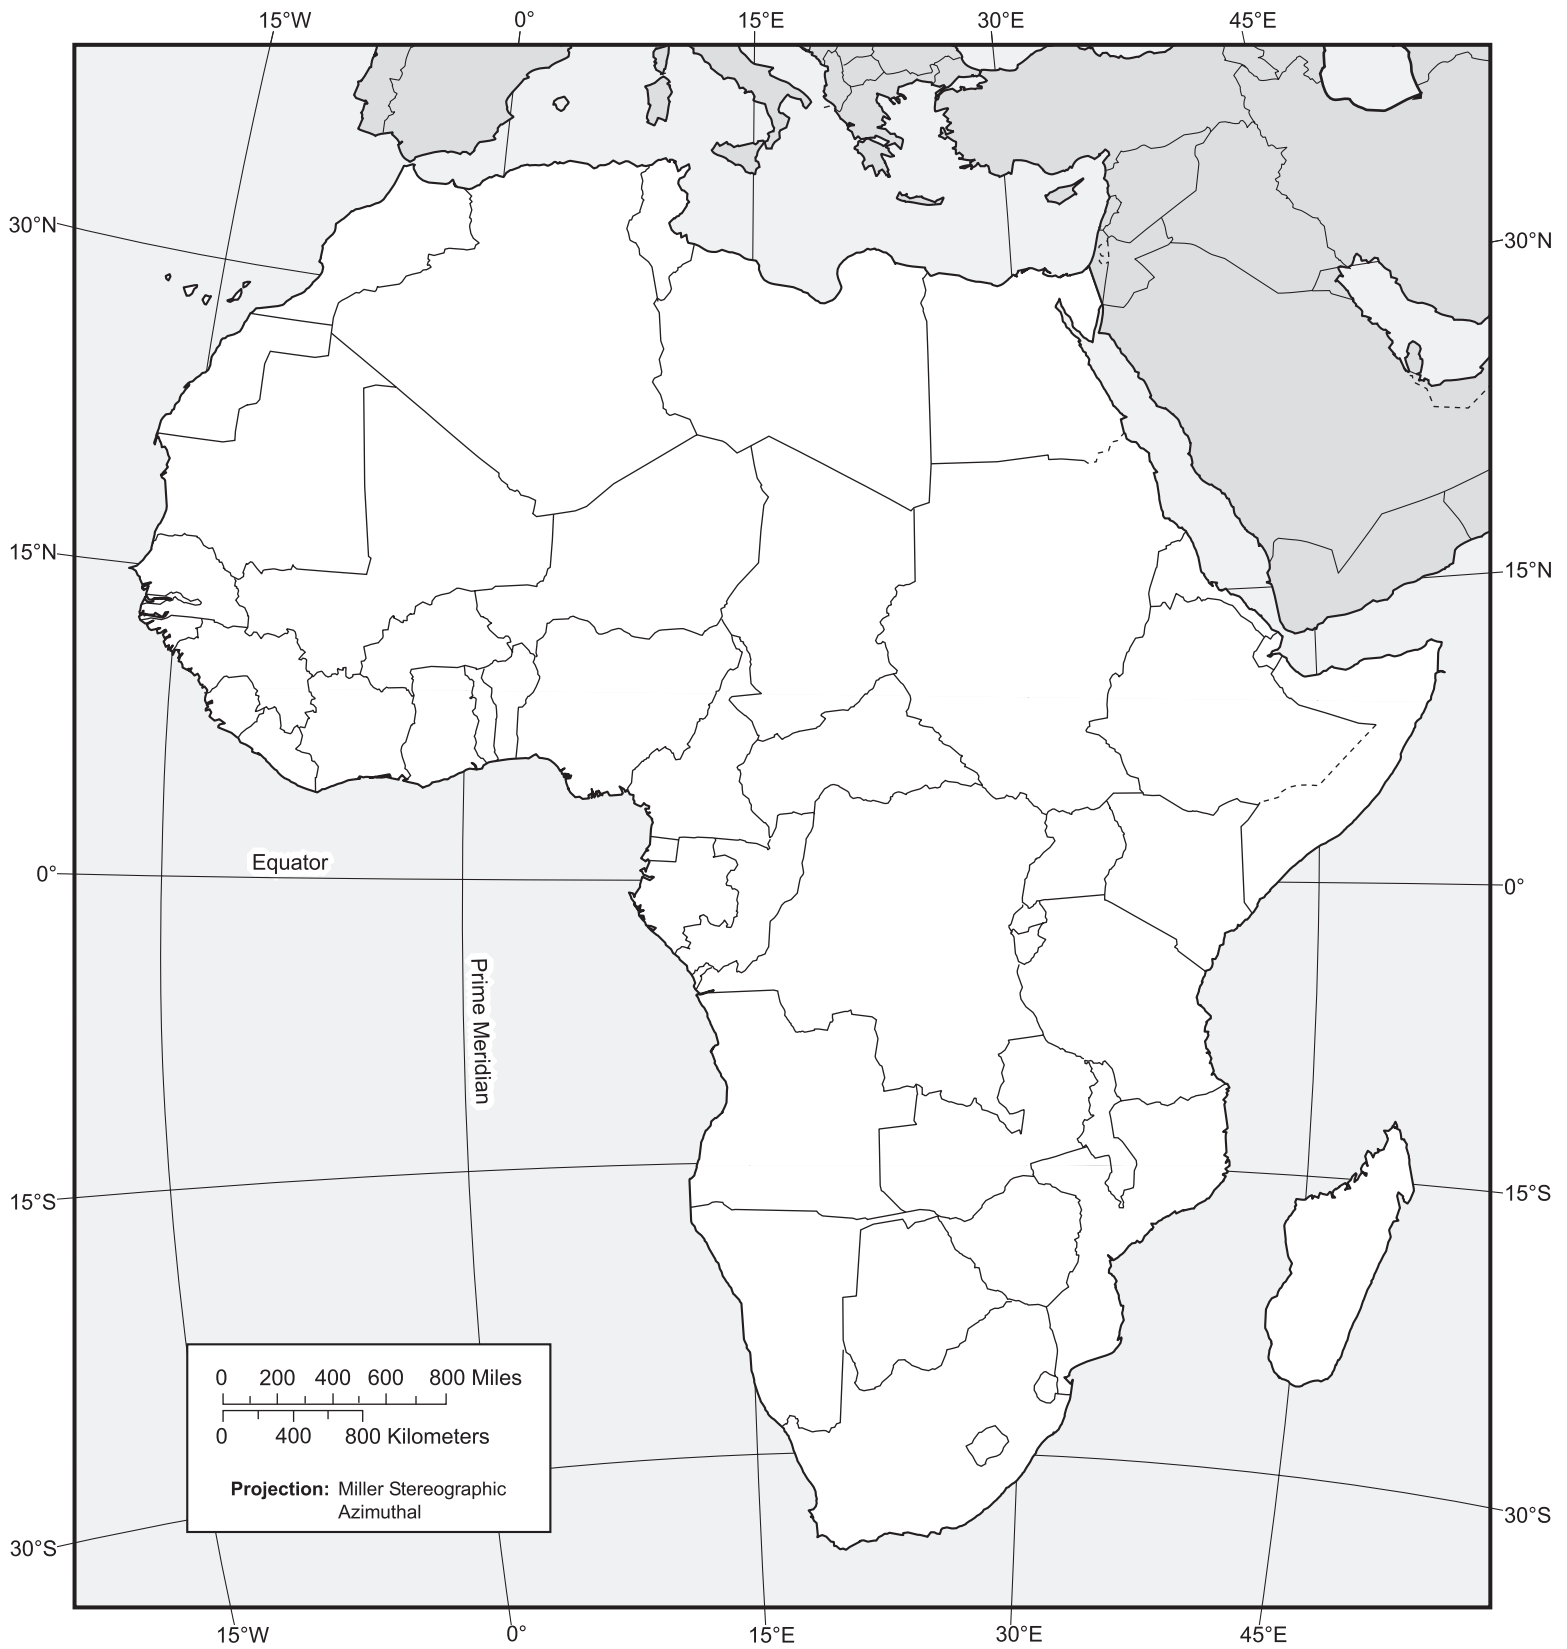 15°W 0° 15°E 30°E 45°E
30°N 30°N
15°N 15°N
Equator
0° 0°
Prime Meridian
15°S 15°S
0 200 400 600 800 Miles
0 400 800 Kilometers
Projection: Miller Stereographic
Azimuthal
30°S 30°S
15°W 0° 15°E 30°E 45°E